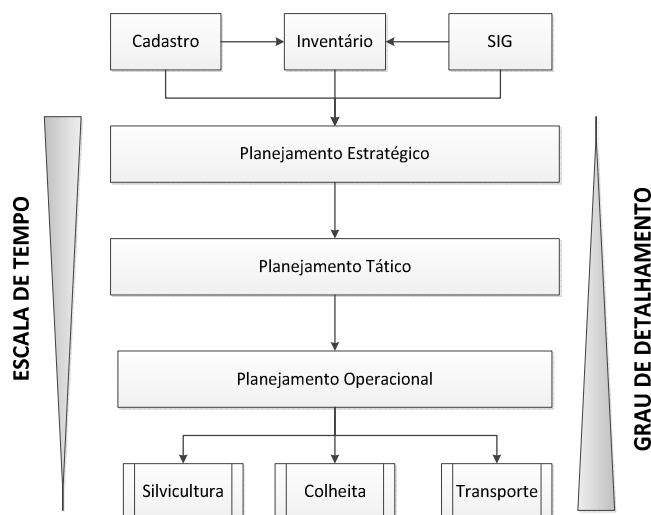 Cadastro
Inventário
SIG
Planejamento Estratégico
Planejamento Tático
Planejamento Operacional
Silvicultura
Colheita
Transporte
ESCALA DE TEMPO
GRAU DE DETALHAMENTO